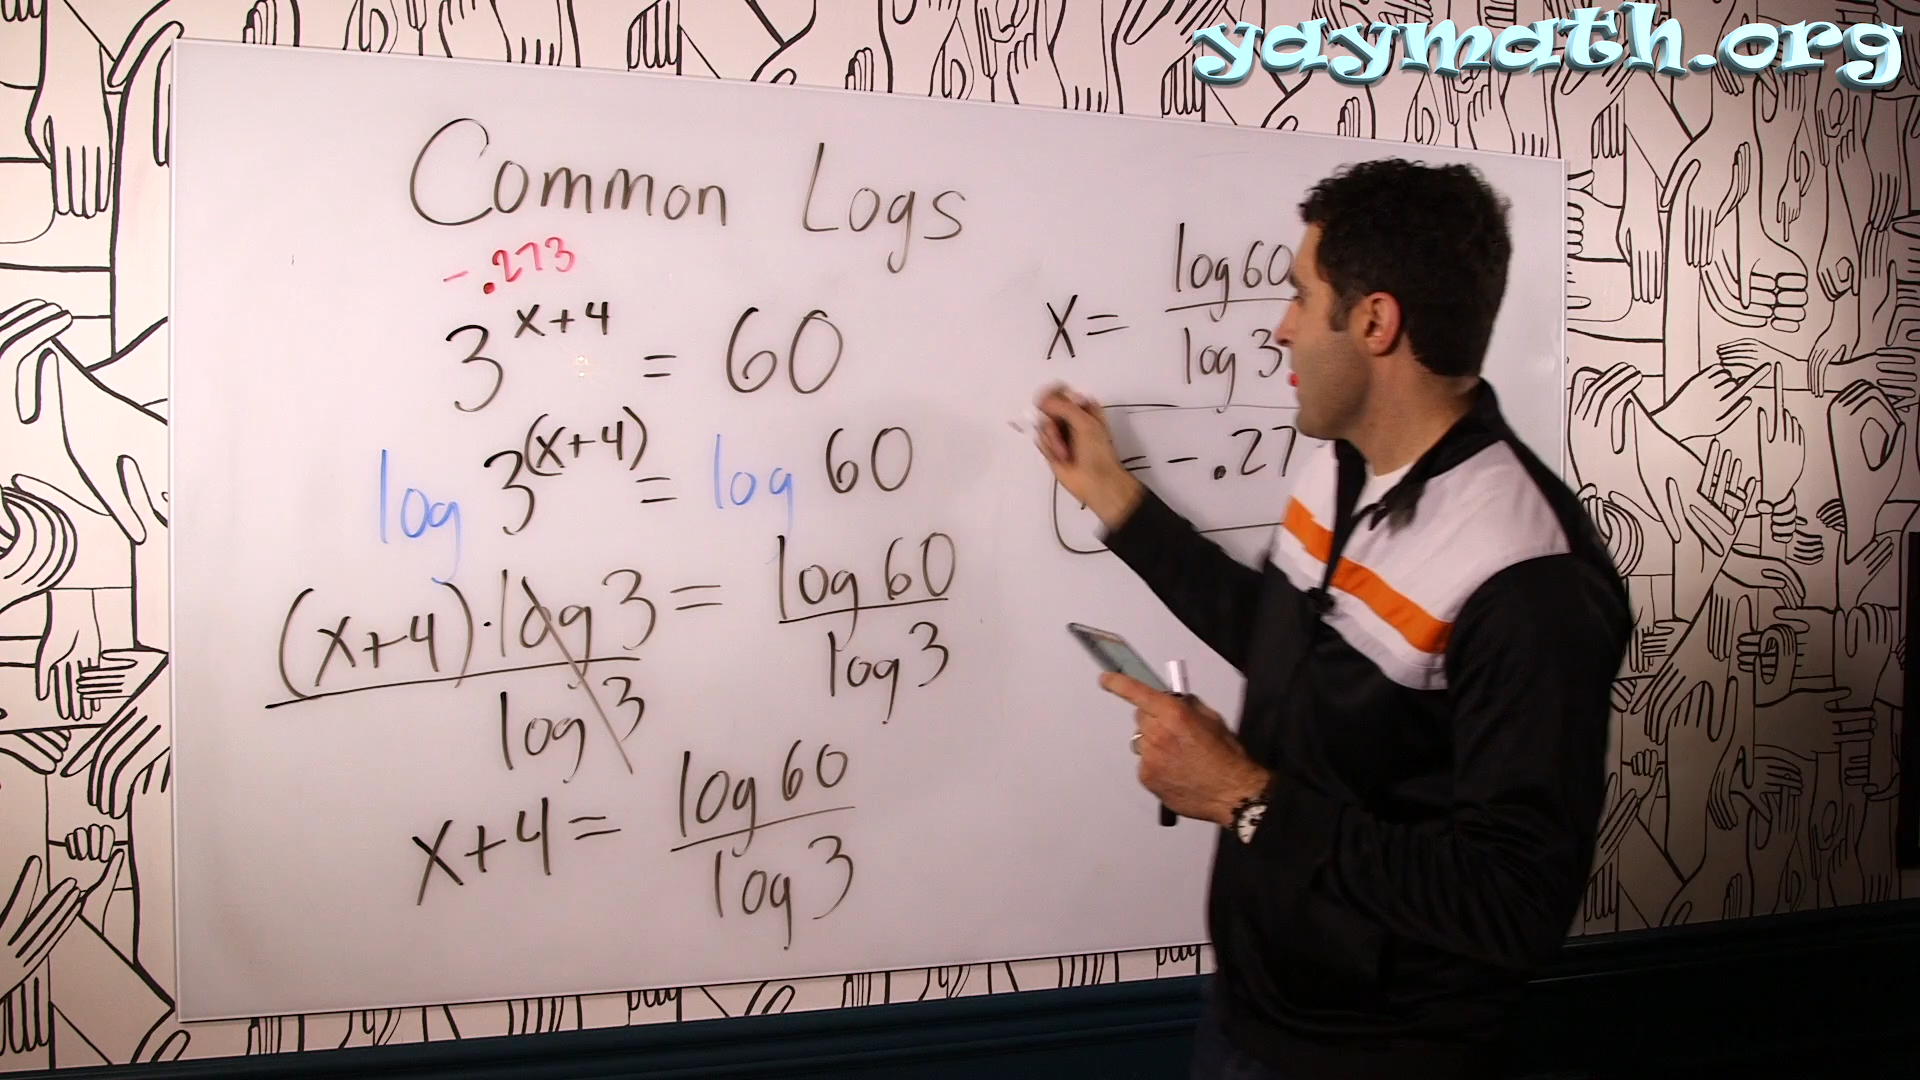 yaymath.org
Common Logs
-.273
3^(x+4) = 60
log 3^(x+4) = log 60
(x+4)·log 3 = log 60
log 3 log 3
x+4 = log 60
log 3
x = log 60
log 3
= -.27